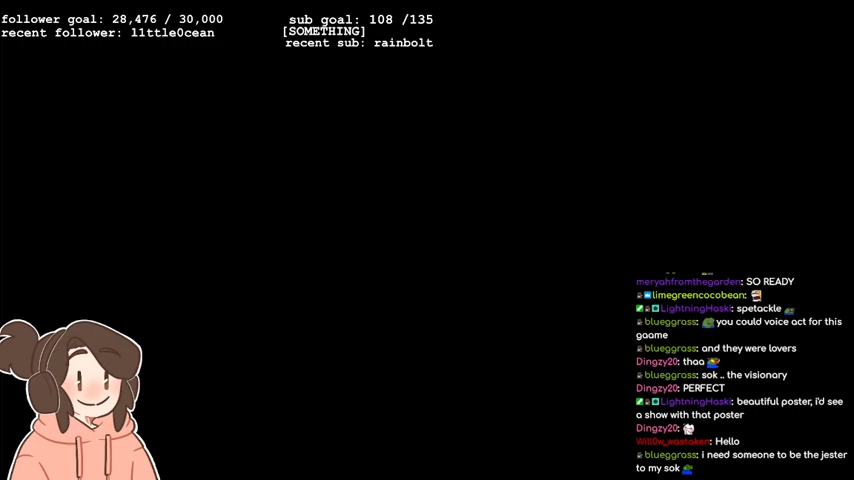 follower goal: 28,476 / 30,000
recent follower: l1ttle0cean
sub goal: 108 /135
[SOMETHING]
recent sub: rainbolt
meryahfromthegarden: SO READY
limegreencocobean:
LightningHoski: spetackle
blueggrass: you could voice act for this
gaame
blueggrass: and they were lovers
Dingzy20: thaa
blueggrass: sok .. the visionary
Dingzy20: PERFECT
LightningHoski: beautiful poster, i'd see
a show with that poster
Dingzy20:
Will0w_wastaken: Hello
blueggrass: i need someone to be the jester
to my sok